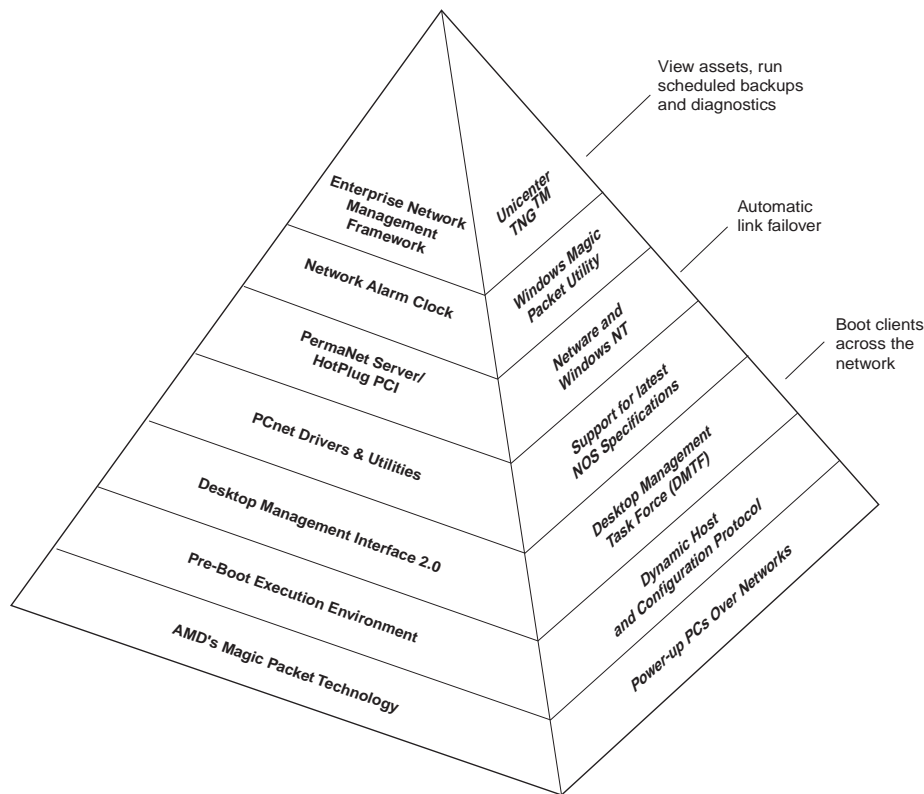 View assets, run
scheduled backups
and diagnostics
Enterprise Network
Management
Framework
Unicenter
TNG™
Automatic
link failover
Network Alarm Clock
Windows Magic
Packet Utility
PermaNet Server/
HotPlug PCI
Netware and
Windows NT
Boot clients
across the
network
PCnet Drivers & Utilities
Support for latest
NOS Specifications
Desktop Management Interface 2.0
Desktop Management
Task Force (DMTF)
Pre-Boot Execution Environment
Dynamic Host
and Configuration Protocol
AMD's Magic Packet Technology
Power-up PCs Over Networks